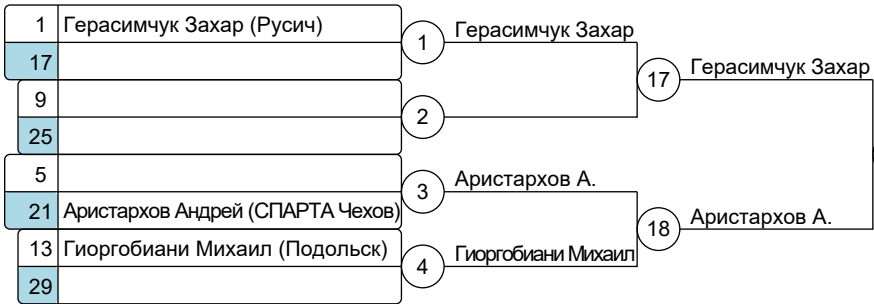 1 Герасимчук Захар (Русич)
17
1 Герасимчук Захар
17 Герасимчук Захар
9
25
2
5
21 Аристархов Андрей (СПАРТА Чехов)
3 Аристархов А.
18 Аристархов А.
13 Гиоргобиани Михаил (Подольск)
29
4 Гиоргобиани Михаил